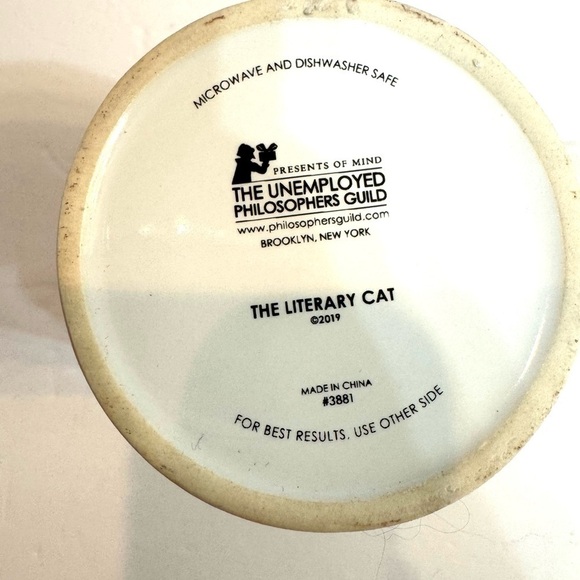 MICROWAVE AND DISHWASHER SAFE
PRESENTS OF MIND
THE UNEMPLOYED
PHILOSOPHERS GUILD
www.philosophersguild.com
BROOKLYN, NEW YORK
THE LITERARY CAT
©2019
MADE IN CHINA
#3881
FOR BEST RESULTS, USE OTHER SIDE